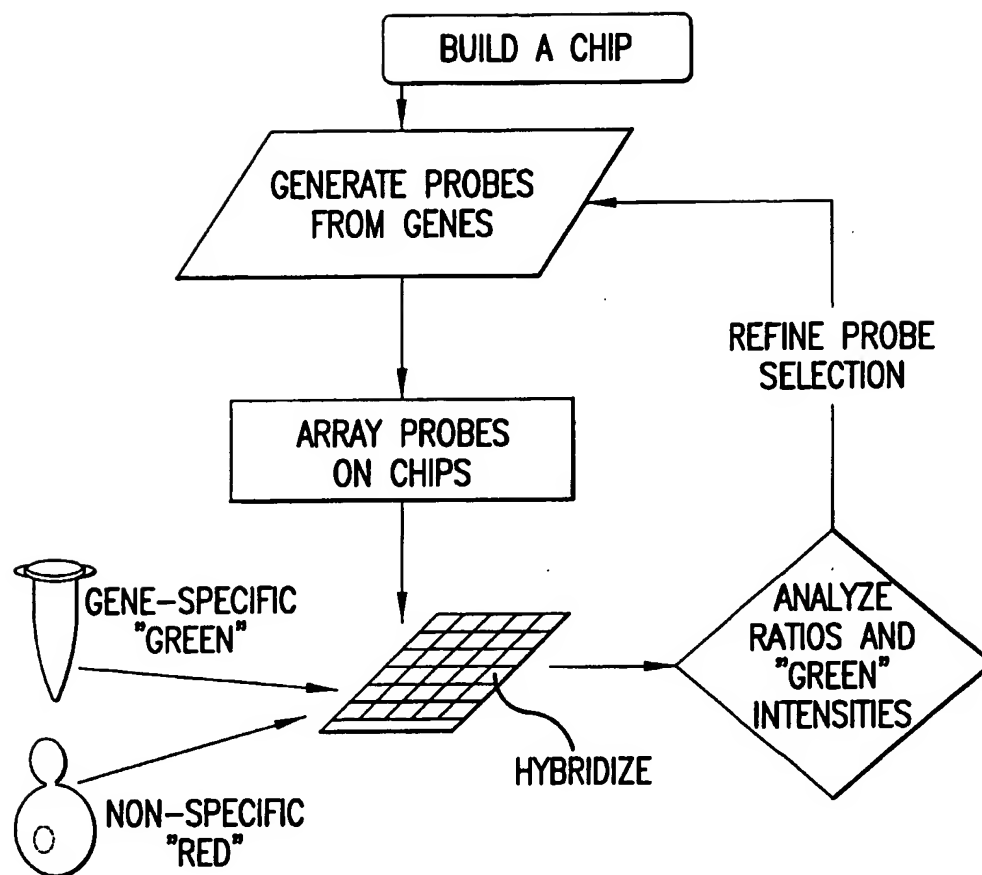 BUILD A CHIP
GENERATE PROBES
FROM GENES
REFINE PROBE
SELECTION
ARRAY PROBES
ON CHIPS
GENE-SPECIFIC
"GREEN"
ANALYZE
RATIOS AND
"GREEN"
INTENSITIES
HYBRIDIZE
NON-SPECIFIC
"RED"